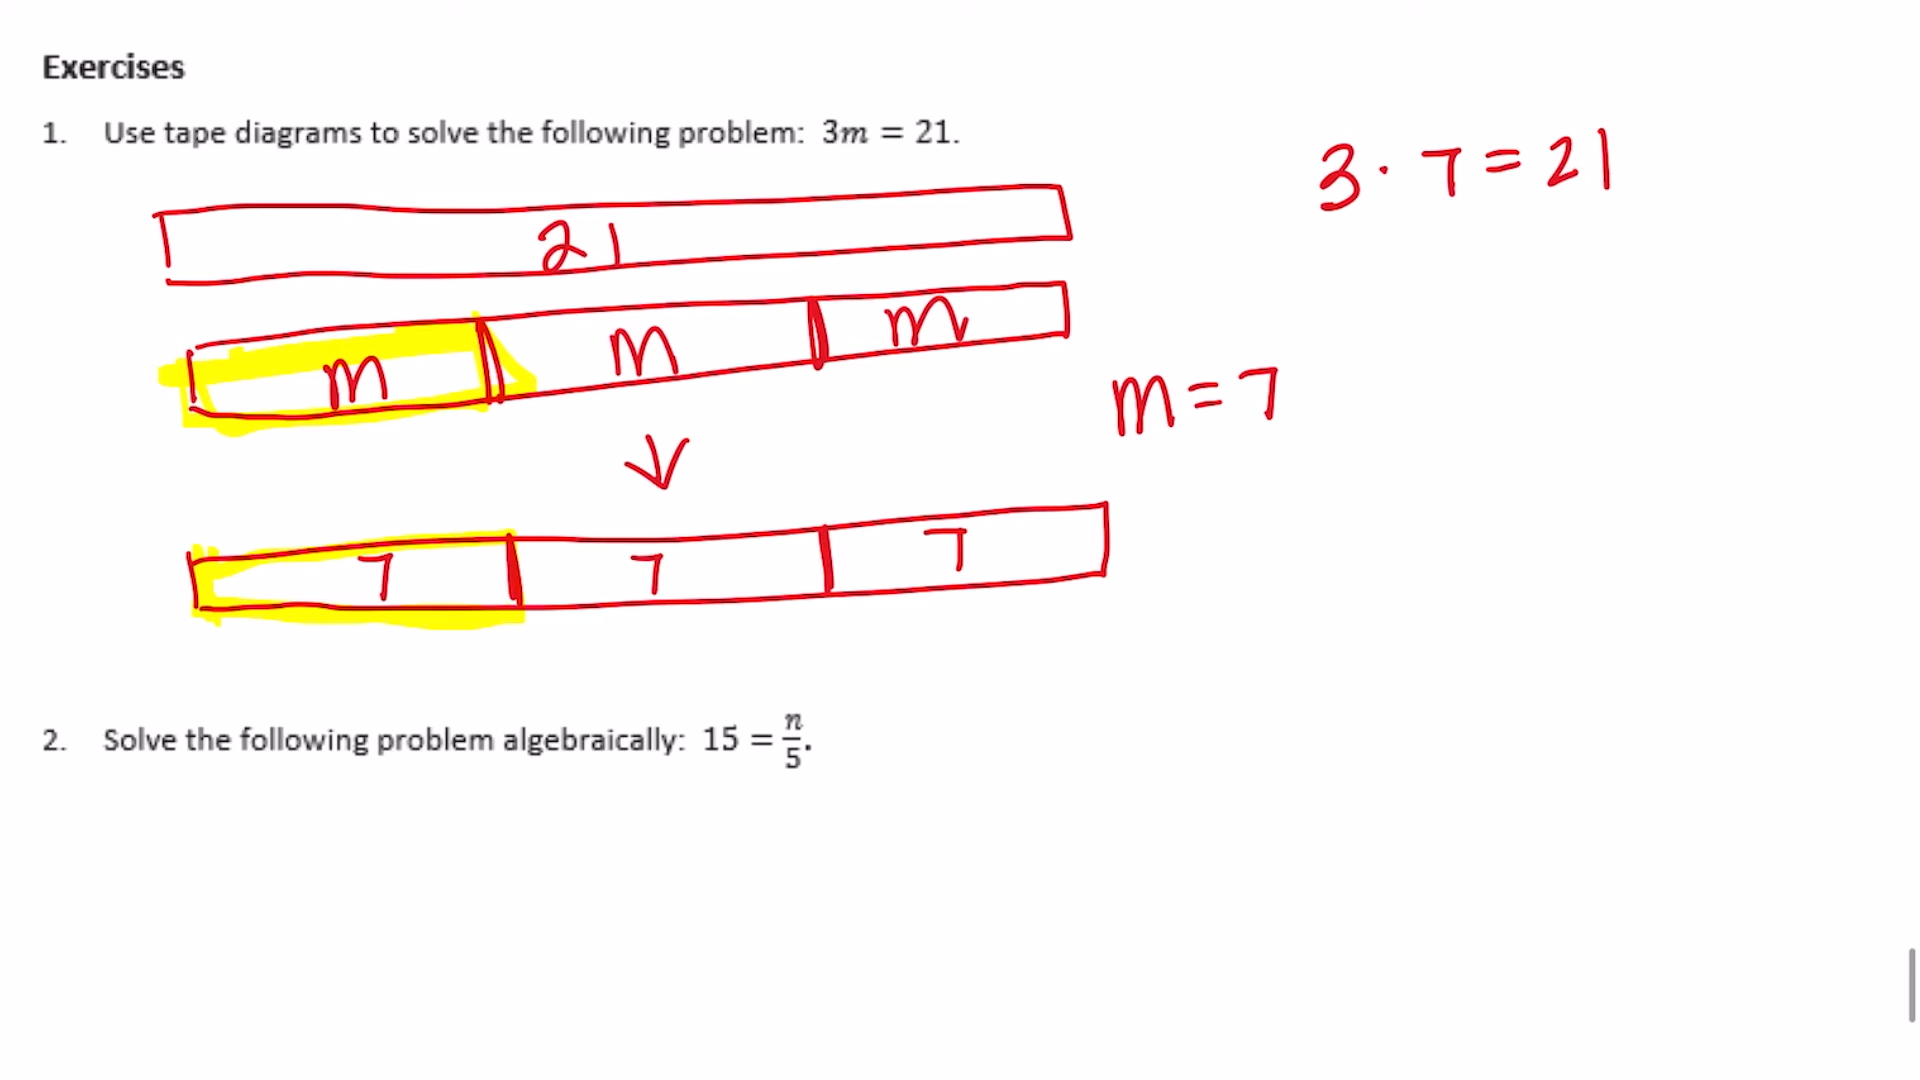 Exercises
1. Use tape diagrams to solve the following problem: 3m = 21.
3 · 7 = 21
21
m m m
m = 7
7 7 7
2. Solve the following problem algebraically: 15 = n/5.